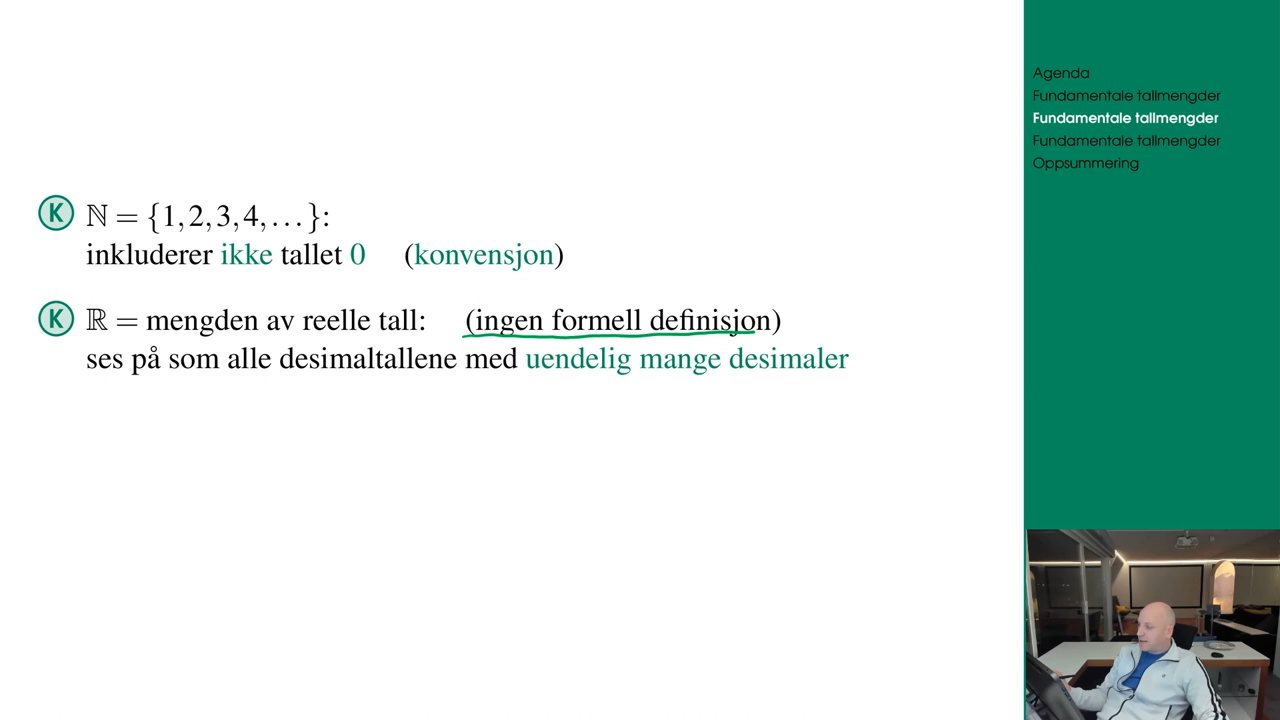 K ℕ = {1, 2, 3, 4, ...}:
inkluderer ikke tallet 0 (konvensjon)
K ℝ = mengden av reelle tall: (ingen formell definisjon)
ses på som alle desimaltallene med uendelig mange desimaler
Agenda
Fundamentale tallmengder
Fundamentale tallmengder
Fundamentale tallmengder
Oppsummering